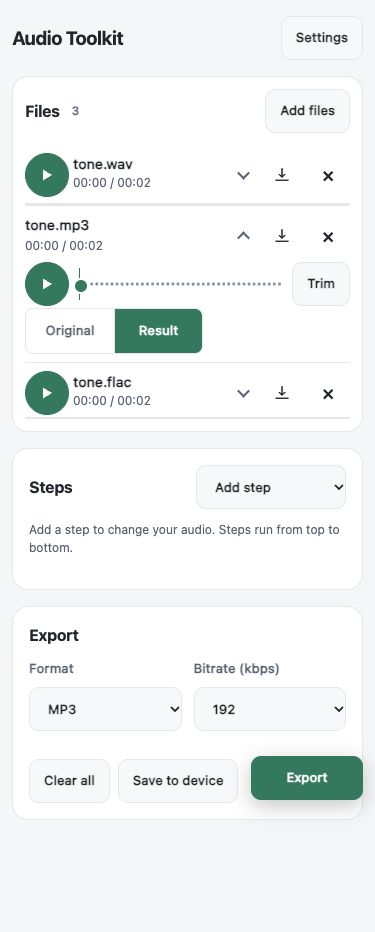 Audio Toolkit
Settings
Files 3
Add files
tone.wav
00:00 / 00:02
tone.mp3
00:00 / 00:02
Trim
Original
Result
tone.flac
00:00 / 00:02
Steps
Add step
Add a step to change your audio. Steps run from top to
bottom.
Export
Format
Bitrate (kbps)
MP3
192
Clear all
Save to device
Export